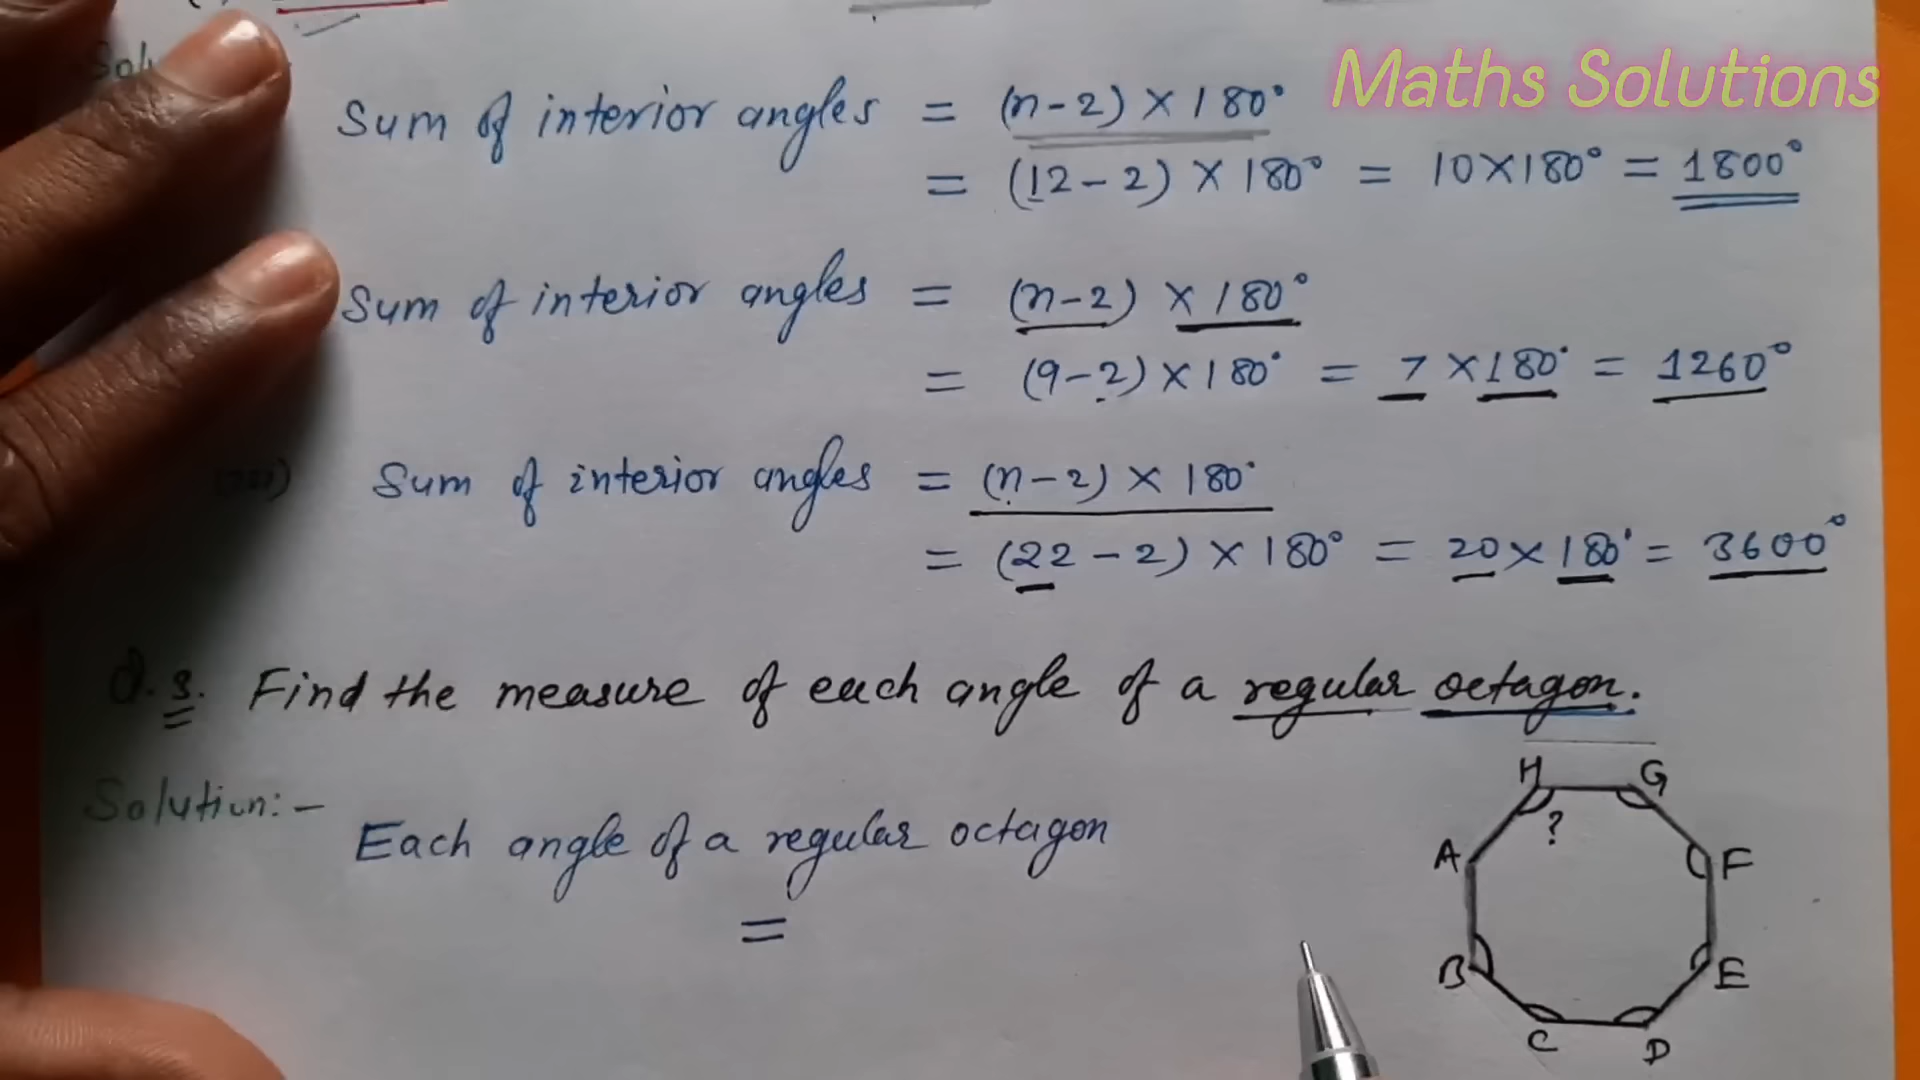 Maths Solutions
Sum of interior angles = (n-2) × 180°
= (12-2) × 180° = 10×180° = 1800°
Sum of interior angles = (n-2) × 180°
= (9-2) × 180° = 7 × 180° = 1260°
Sum of interior angles = (n-2) × 180°
= (22-2) × 180° = 20 × 180° = 3600°
Q.3. Find the measure of each angle of a regular octagon.
Solution:-
Each angle of a regular octagon
=
H G
?
A F
B E
C D